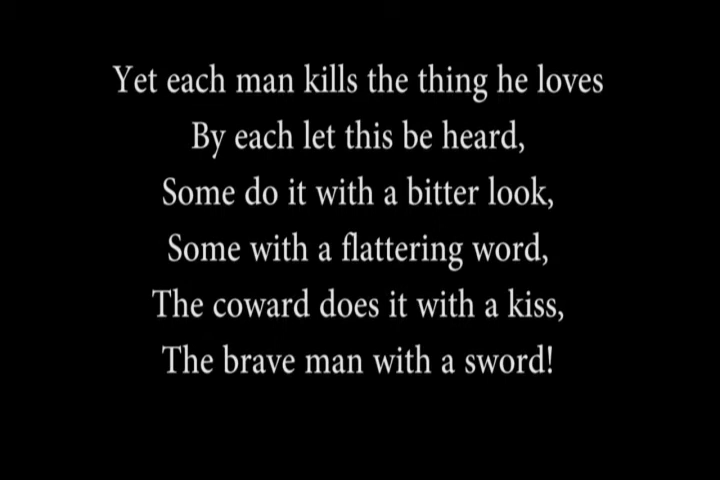 Yet each man kills the thing he loves
By each let this be heard,
Some do it with a bitter look,
Some with a flattering word,
The coward does it with a kiss,
The brave man with a sword!